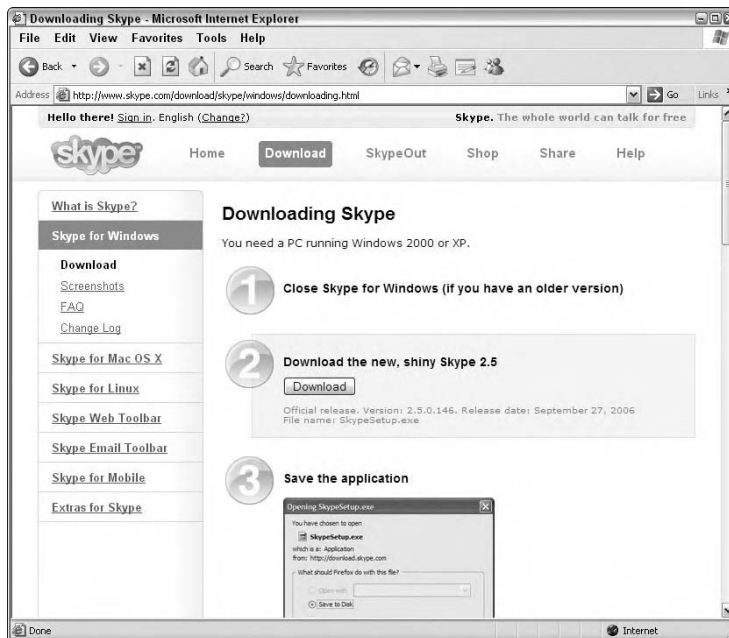 Downloading Skype - Microsoft Internet Explorer
File Edit View Favorites Tools Help
Back Search Favorites
Address http://www.skype.com/download/skype/windows/downloading.html Go Links
Hello there! Sign in. English (Change?) Skype. The whole world can talk for free
skype Home Download SkypeOut Shop Share Help
What is Skype?
Skype for Windows
Download
Screenshots
FAQ
Change Log
Skype for Mac OS X
Skype for Linux
Skype Web Toolbar
Skype Email Toolbar
Skype for Mobile
Extras for Skype
Downloading Skype
You need a PC running Windows 2000 or XP.
1 Close Skype for Windows (if you have an older version)
2 Download the new, shiny Skype 2.5
Download
Official release. Version: 2.5.0.146. Release date: September 27, 2006
File name: SkypeSetup.exe
3 Save the application
Opening SkypeSetup.exe
You have chosen to open
SkypeSetup.exe
which is a: Application
from: http://download.skype.com
What should Firefox do with this file?
Open with
Save to Disk
Done Internet